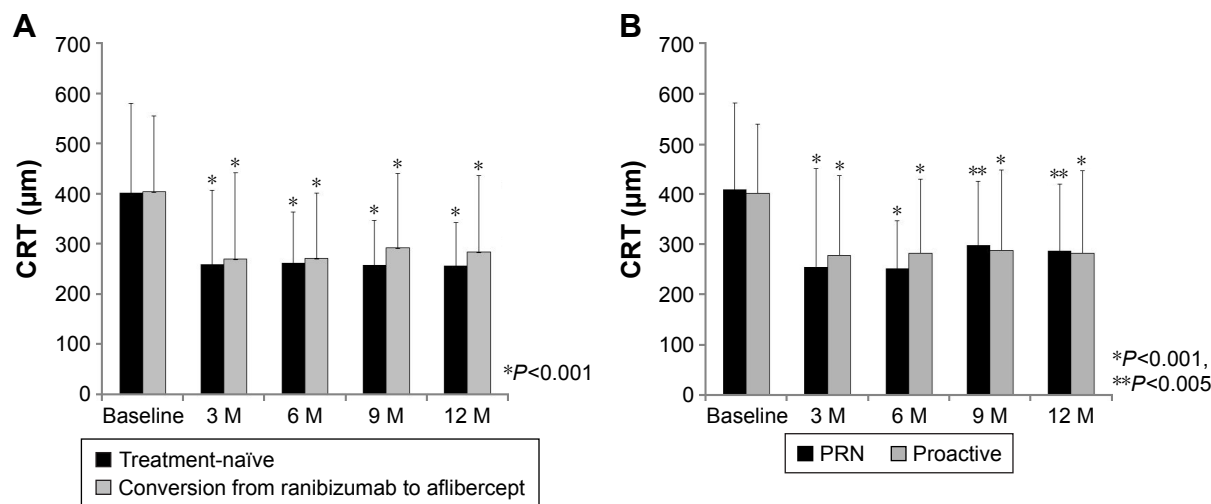 A
700
600
500
400
300
200
100
0
CRT (µm)
* * * * * * * *
Baseline 3 M 6 M 9 M 12 M
*P<0.001
Treatment-naïve
Conversion from ranibizumab to aflibercept
B
700
600
500
400
300
200
100
0
CRT (µm)
* * * * ** * ** *
Baseline 3 M 6 M 9 M 12 M
*P<0.001,
**P<0.005
PRN Proactive